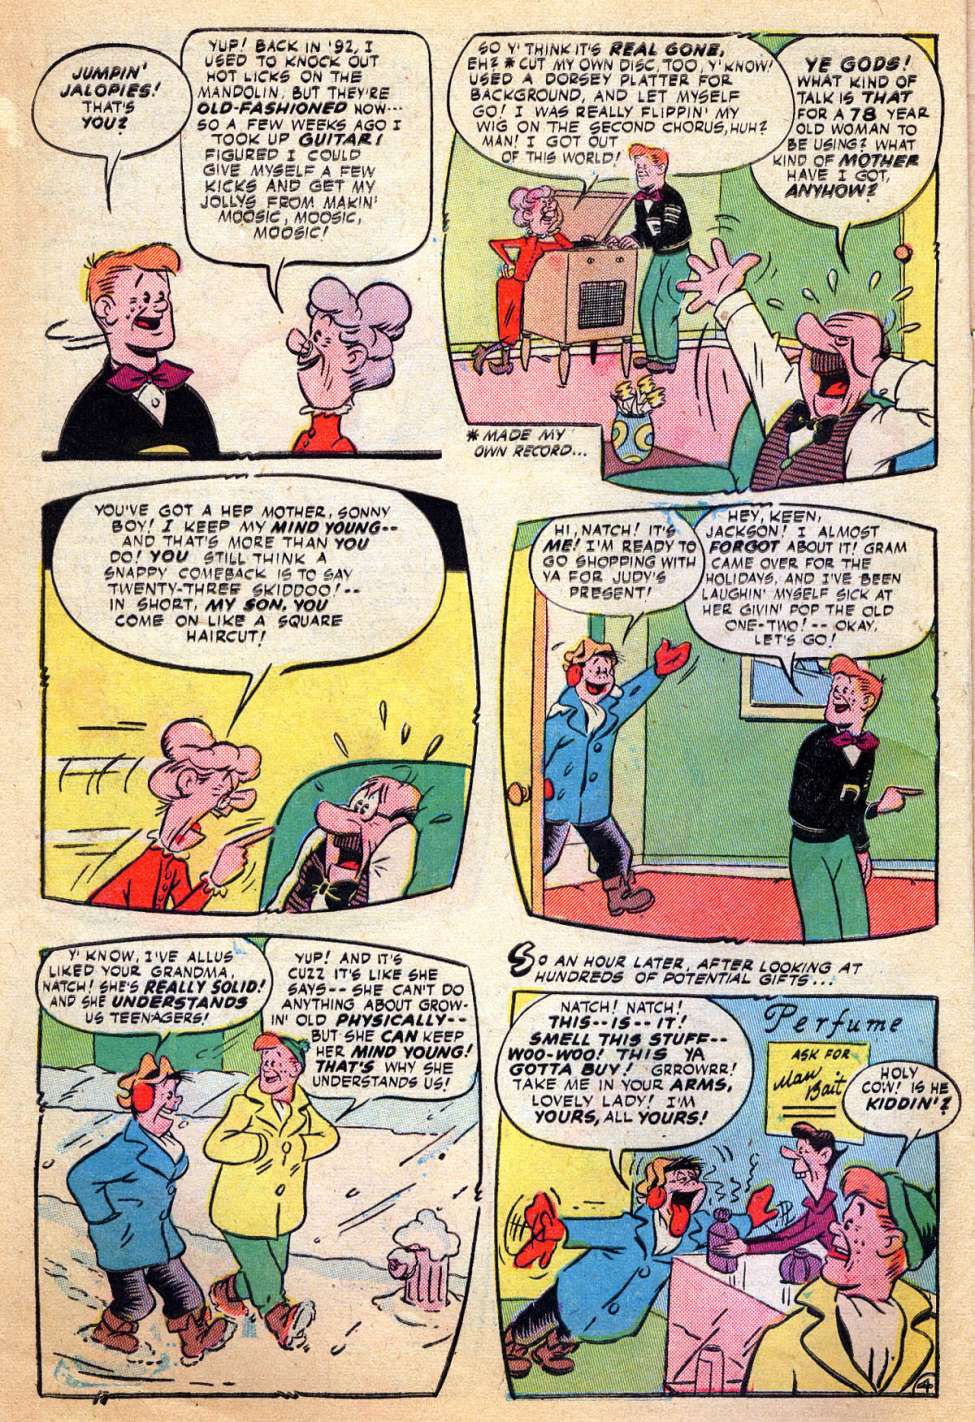 JUMPIN'
JALOPIES!
THAT'S
YOU?
YUP! BACK IN '92, I
USED TO KNOCK OUT
HOT LICKS ON THE
MANDOLIN. BUT THEY'RE
OLD-FASHIONED NOW---
SO A FEW WEEKS AGO I
TOOK UP GUITAR!
FIGURED I COULD
GIVE MYSELF A FEW
KICKS AND GET MY
JOLLYS FROM MAKIN'
MOOSIC, MOOSIC,
MOOSIC!
SO Y' THINK IT'S REAL GONE,
EH? * CUT MY OWN DISC, TOO, Y'KNOW!
USED A DORSEY PLATTER FOR
BACKGROUND, AND LET MYSELF
GO! I WAS REALLY FLIPPIN' MY
WIG ON THE SECOND CHORUS, HUH?
MAN! I GOT OUT
OF THIS WORLD!
YE GODS!
WHAT KIND OF
TALK IS THAT
FOR A 78 YEAR
OLD WOMAN TO
BE USING? WHAT
KIND OF MOTHER
HAVE I GOT,
ANYHOW?
* MADE MY
OWN RECORD...
YOU'VE GOT A HEP MOTHER, SONNY
BOY! I KEEP MY MIND YOUNG--
AND THAT'S MORE THAN YOU
DO! YOU STILL THINK A
SNAPPY COMEBACK IS TO SAY
TWENTY-THREE SKIDDOO!--
IN SHORT, MY SON, YOU
COME ON LIKE A SQUARE
HAIRCUT!
HI, NATCH! IT'S
ME! I'M READY TO
GO SHOPPING WITH
YA FOR JUDY'S
PRESENT!
HEY, KEEN,
JACKSON! I ALMOST
FORGOT ABOUT IT! GRAM
CAME OVER FOR THE
HOLIDAYS, AND I'VE BEEN
LAUGHIN' MYSELF SICK AT
HER GIVIN' POP THE OLD
ONE-TWO!-- OKAY,
LET'S GO!
Y' KNOW, I'VE ALLUS
LIKED YOUR GRANDMA,
NATCH! SHE'S REALLY SOLID!
AND SHE UNDERSTANDS
US TEENAGERS!
YUP! AND IT'S
CUZZ IT'S LIKE SHE
SAYS-- SHE CAN'T DO
ANYTHING ABOUT GROW-
IN' OLD PHYSICALLY--
BUT SHE CAN KEEP
HER MIND YOUNG!
THAT'S WHY SHE
UNDERSTANDS US!
SO AN HOUR LATER, AFTER LOOKING AT
HUNDREDS OF POTENTIAL GIFTS...
NATCH! NATCH!
THIS--IS--IT!
SMELL THIS STUFF--
WOO-WOO! THIS YA
GOTTA BUY! GRROWRR!
TAKE ME IN YOUR ARMS,
LOVELY LADY! I'M
YOURS, ALL YOURS!
Perfume
ASK FOR
Man
Bait
HOLY
COW! IS HE
KIDDIN'?
4